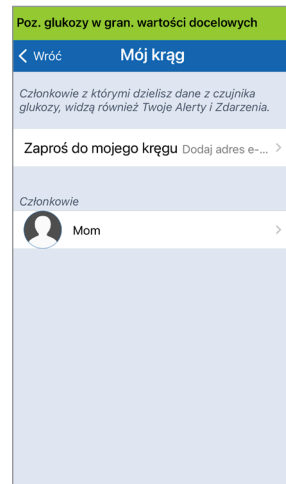 Poz. glukozy w gran. wartości docelowych
Wróć Mój krąg
Członkowie z którymi dzielisz dane z czujnika
glukozy, widzą również Twoje Alerty i Zdarzenia.
Zaproś do mojego kręgu Dodaj adres e-...
Członkowie
Mom